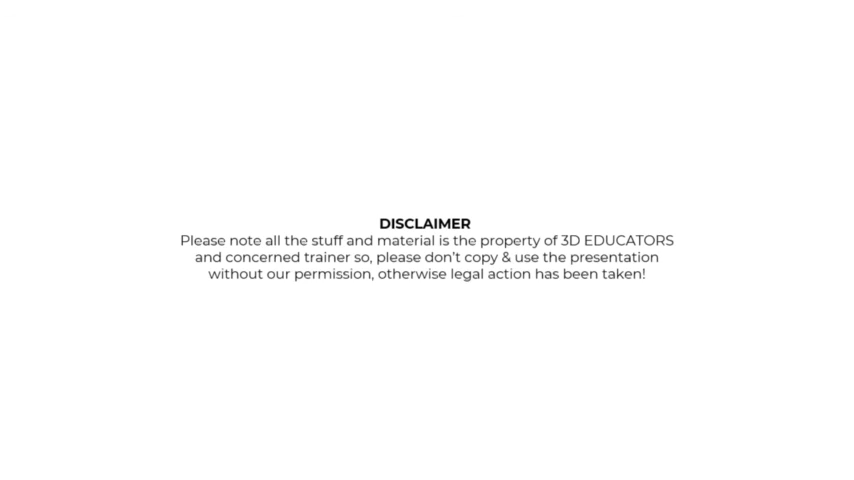 DISCLAIMER
Please note all the stuff and material is the property of 3D EDUCATORS
and concerned trainer so, please don't copy & use the presentation
without our permission, otherwise legal action has been taken!